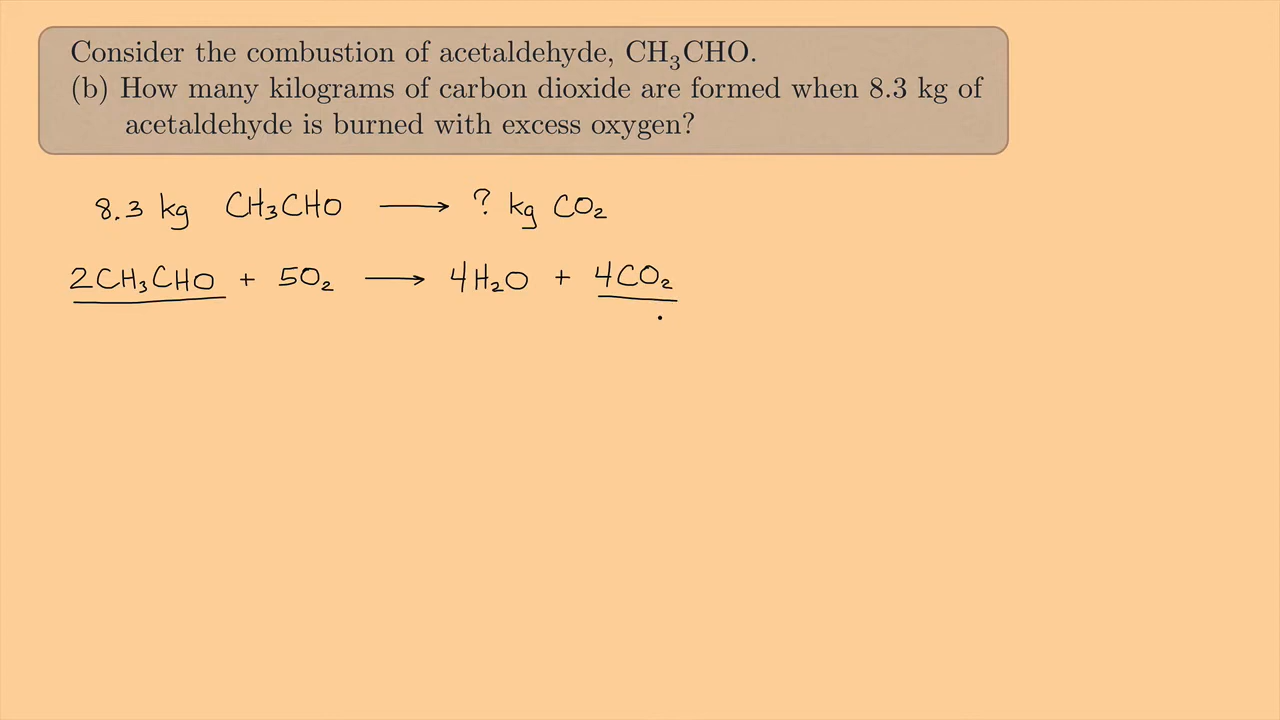 Consider the combustion of acetaldehyde, CH₃CHO.
(b) How many kilograms of carbon dioxide are formed when 8.3 kg of
acetaldehyde is burned with excess oxygen?
8.3 kg CH₃CHO ⟶ ? kg CO₂
2CH₃CHO + 5O₂ ⟶ 4H₂O + 4CO₂